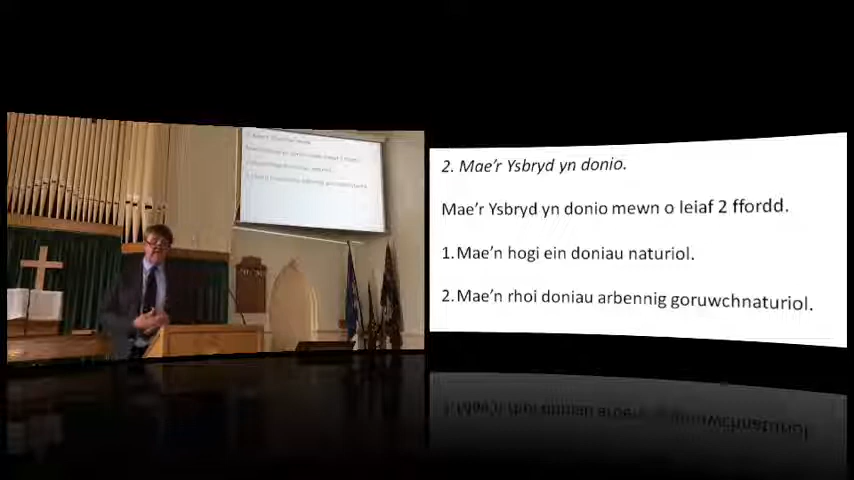 2. Mae'r Ysbryd yn donio.
Mae'r Ysbryd yn donio mewn o leiaf 2 ffordd.
1.Mae'n hogi ein doniau naturiol.
2.Mae'n rhoi doniau arbennig goruwchnaturiol.